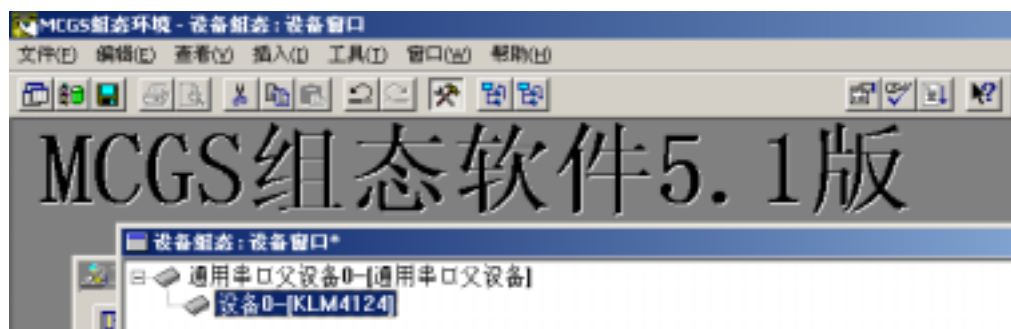 MCGS组态环境 - 设备组态:设备窗口
文件(F) 编辑(E) 查看(V) 插入(I) 工具(T) 窗口(W) 帮助(H)
MCGS组态软件5.1版
设备组态:设备窗口*
通用串口父设备0-[通用串口父设备]
设备0-[KLM4124]